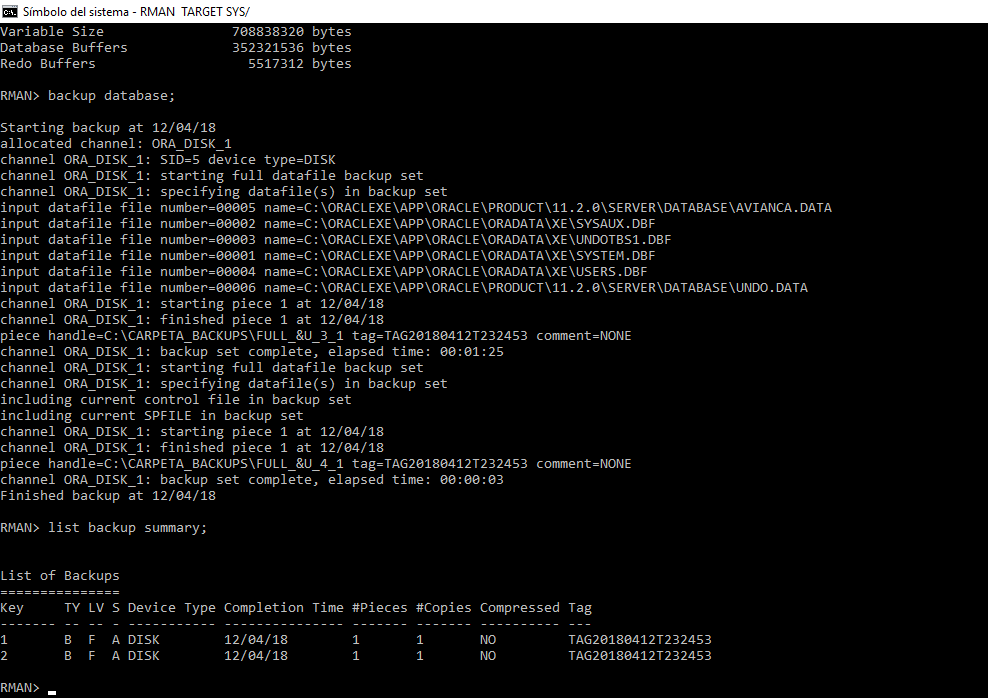 Símbolo del sistema - RMAN TARGET SYS/
Variable Size                708838320 bytes
Database Buffers             352321536 bytes
Redo Buffers                   5517312 bytes
RMAN> backup database;
Starting backup at 12/04/18
allocated channel: ORA_DISK_1
channel ORA_DISK_1: SID=5 device type=DISK
channel ORA_DISK_1: starting full datafile backup set
channel ORA_DISK_1: specifying datafile(s) in backup set
input datafile file number=00005 name=C:\ORACLEXE\APP\ORACLE\PRODUCT\11.2.0\SERVER\DATABASE\AVIANCA.DATA
input datafile file number=00002 name=C:\ORACLEXE\APP\ORACLE\ORADATA\XE\SYSAUX.DBF
input datafile file number=00003 name=C:\ORACLEXE\APP\ORACLE\ORADATA\XE\UNDOTBS1.DBF
input datafile file number=00001 name=C:\ORACLEXE\APP\ORACLE\ORADATA\XE\SYSTEM.DBF
input datafile file number=00004 name=C:\ORACLEXE\APP\ORACLE\ORADATA\XE\USERS.DBF
input datafile file number=00006 name=C:\ORACLEXE\APP\ORACLE\PRODUCT\11.2.0\SERVER\DATABASE\UNDO.DATA
channel ORA_DISK_1: starting piece 1 at 12/04/18
channel ORA_DISK_1: finished piece 1 at 12/04/18
piece handle=C:\CARPETA_BACKUPS\FULL_&U_3_1 tag=TAG20180412T232453 comment=NONE
channel ORA_DISK_1: backup set complete, elapsed time: 00:01:25
channel ORA_DISK_1: starting full datafile backup set
channel ORA_DISK_1: specifying datafile(s) in backup set
including current control file in backup set
including current SPFILE in backup set
channel ORA_DISK_1: starting piece 1 at 12/04/18
channel ORA_DISK_1: finished piece 1 at 12/04/18
piece handle=C:\CARPETA_BACKUPS\FULL_&U_4_1 tag=TAG20180412T232453 comment=NONE
channel ORA_DISK_1: backup set complete, elapsed time: 00:00:03
Finished backup at 12/04/18
RMAN> list backup summary;
List of Backups
===============
Key     TY LV S Device Type Completion Time #Pieces #Copies Compressed Tag
------- -- -- - ----------- --------------- ------- ------- ---------- ---
1       B  F  A DISK        12/04/18        1       1       NO         TAG20180412T232453
2       B  F  A DISK        12/04/18        1       1       NO         TAG20180412T232453
RMAN>